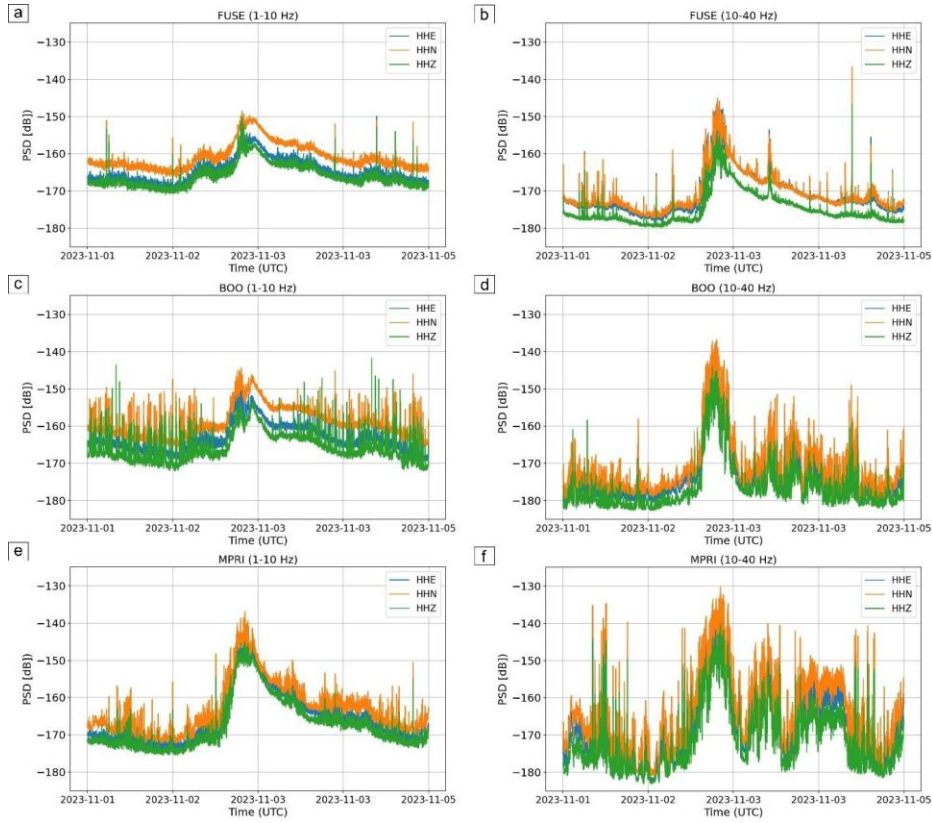 a
FUSE (1-10 Hz)
PSD [dB])
−130
−140
−150
−160
−170
−180
HHE
HHN
HHZ
2023-11-01 2023-11-02 2023-11-03 2023-11-03 2023-11-05
Time (UTC)
b
FUSE (10-40 Hz)
PSD [dB])
−130
−140
−150
−160
−170
−180
HHE
HHN
HHZ
2023-11-01 2023-11-02 2023-11-03 2023-11-03 2023-11-05
Time (UTC)
c
BOO (1-10 Hz)
PSD [dB])
−130
−140
−150
−160
−170
−180
HHE
HHN
HHZ
2023-11-01 2023-11-02 2023-11-03 2023-11-03 2023-11-05
Time (UTC)
d
BOO (10-40 Hz)
PSD [dB])
−130
−140
−150
−160
−170
−180
HHE
HHN
HHZ
2023-11-01 2023-11-02 2023-11-03 2023-11-03 2023-11-05
Time (UTC)
e
MPRI (1-10 Hz)
PSD [dB])
−130
−140
−150
−160
−170
−180
HHE
HHN
HHZ
2023-11-01 2023-11-02 2023-11-03 2023-11-03 2023-11-05
Time (UTC)
f
MPRI (10-40 Hz)
PSD [dB])
−130
−140
−150
−160
−170
−180
HHE
HHN
HHZ
2023-11-01 2023-11-02 2023-11-03 2023-11-03 2023-11-05
Time (UTC)